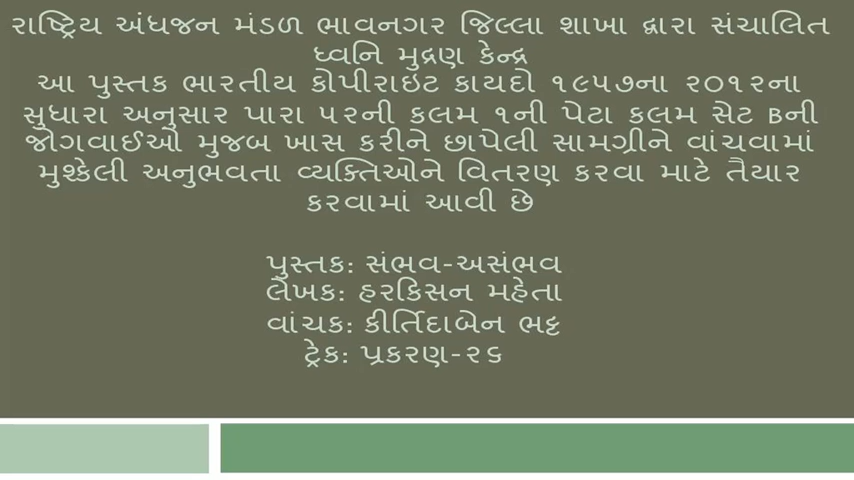 રાષ્ટ્રિય અંધજન મંડળ ભાવનગર જિલ્લા શાખા દ્વારા સંચાલિત
ધ્વનિ મુદ્રણ કેન્દ્ર
આ પુસ્તક ભારતીય કોપીરાઇટ કાયદો ૧૯૫૭ના ૨૦૧૨ના
સુધારા અનુસાર પારા ૫૨ની કલમ ૧ની પેટા કલમ સેટ Bની
જોગવાઈઓ મુજબ ખાસ કરીને છાપેલી સામગ્રીને વાંચવામાં
મુશ્કેલી અનુભવતા વ્યક્તિઓને વિતરણ કરવા માટે તૈયાર
કરવામાં આવી છે
પુસ્તક: સંભવ-અસંભવ
લેખક: હરકિસન મહેતા
વાંચક: કીર્તિદાબેન ભટ્ટ
ટ્રેક: પ્રકરણ-૨૬